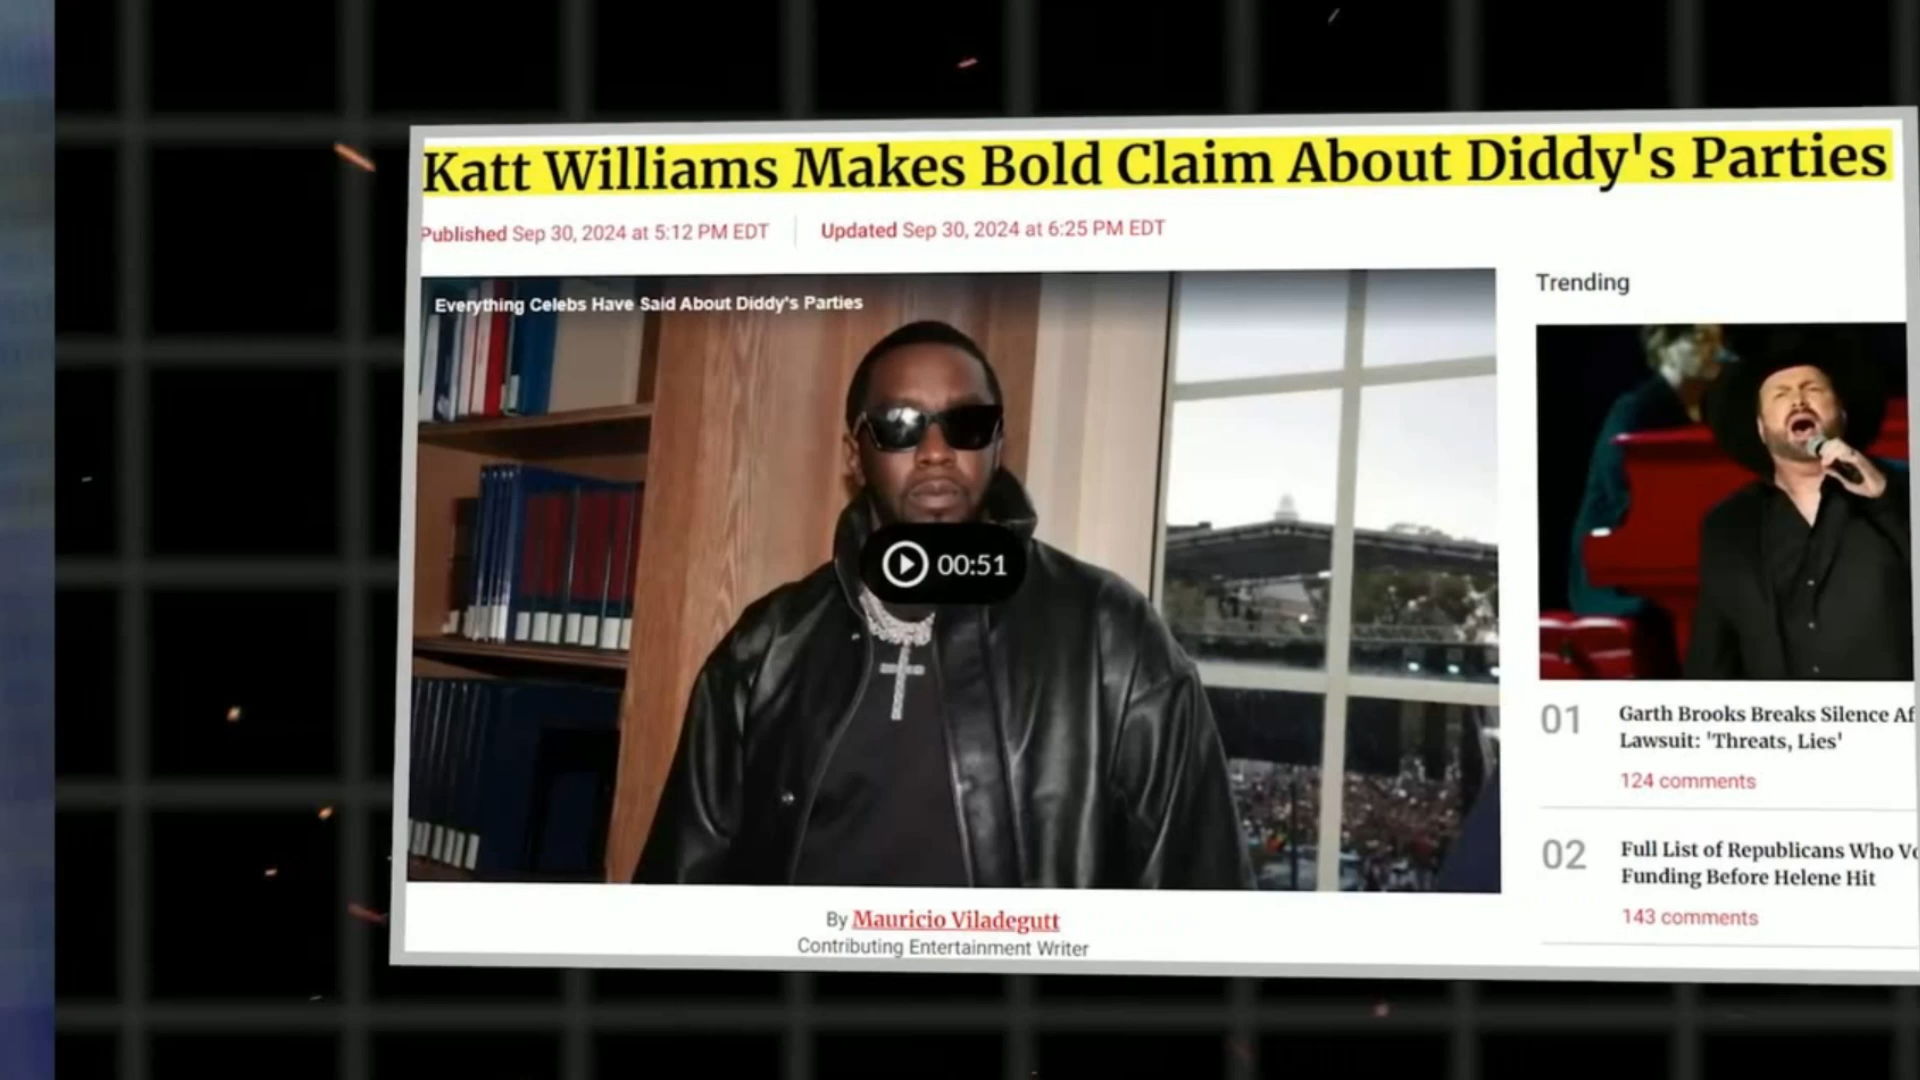 Katt Williams Makes Bold Claim About Diddy's Parties
Published Sep 30, 2024 at 5:12 PM EDT
Updated Sep 30, 2024 at 6:25 PM EDT
Everything Celebs Have Said About Diddy's Parties
00:51
By Mauricio Viladegutt
Contributing Entertainment Writer
Trending
01
Garth Brooks Breaks Silence Af
Lawsuit: 'Threats, Lies'
124 comments
02
Full List of Republicans Who Vo
Funding Before Helene Hit
143 comments